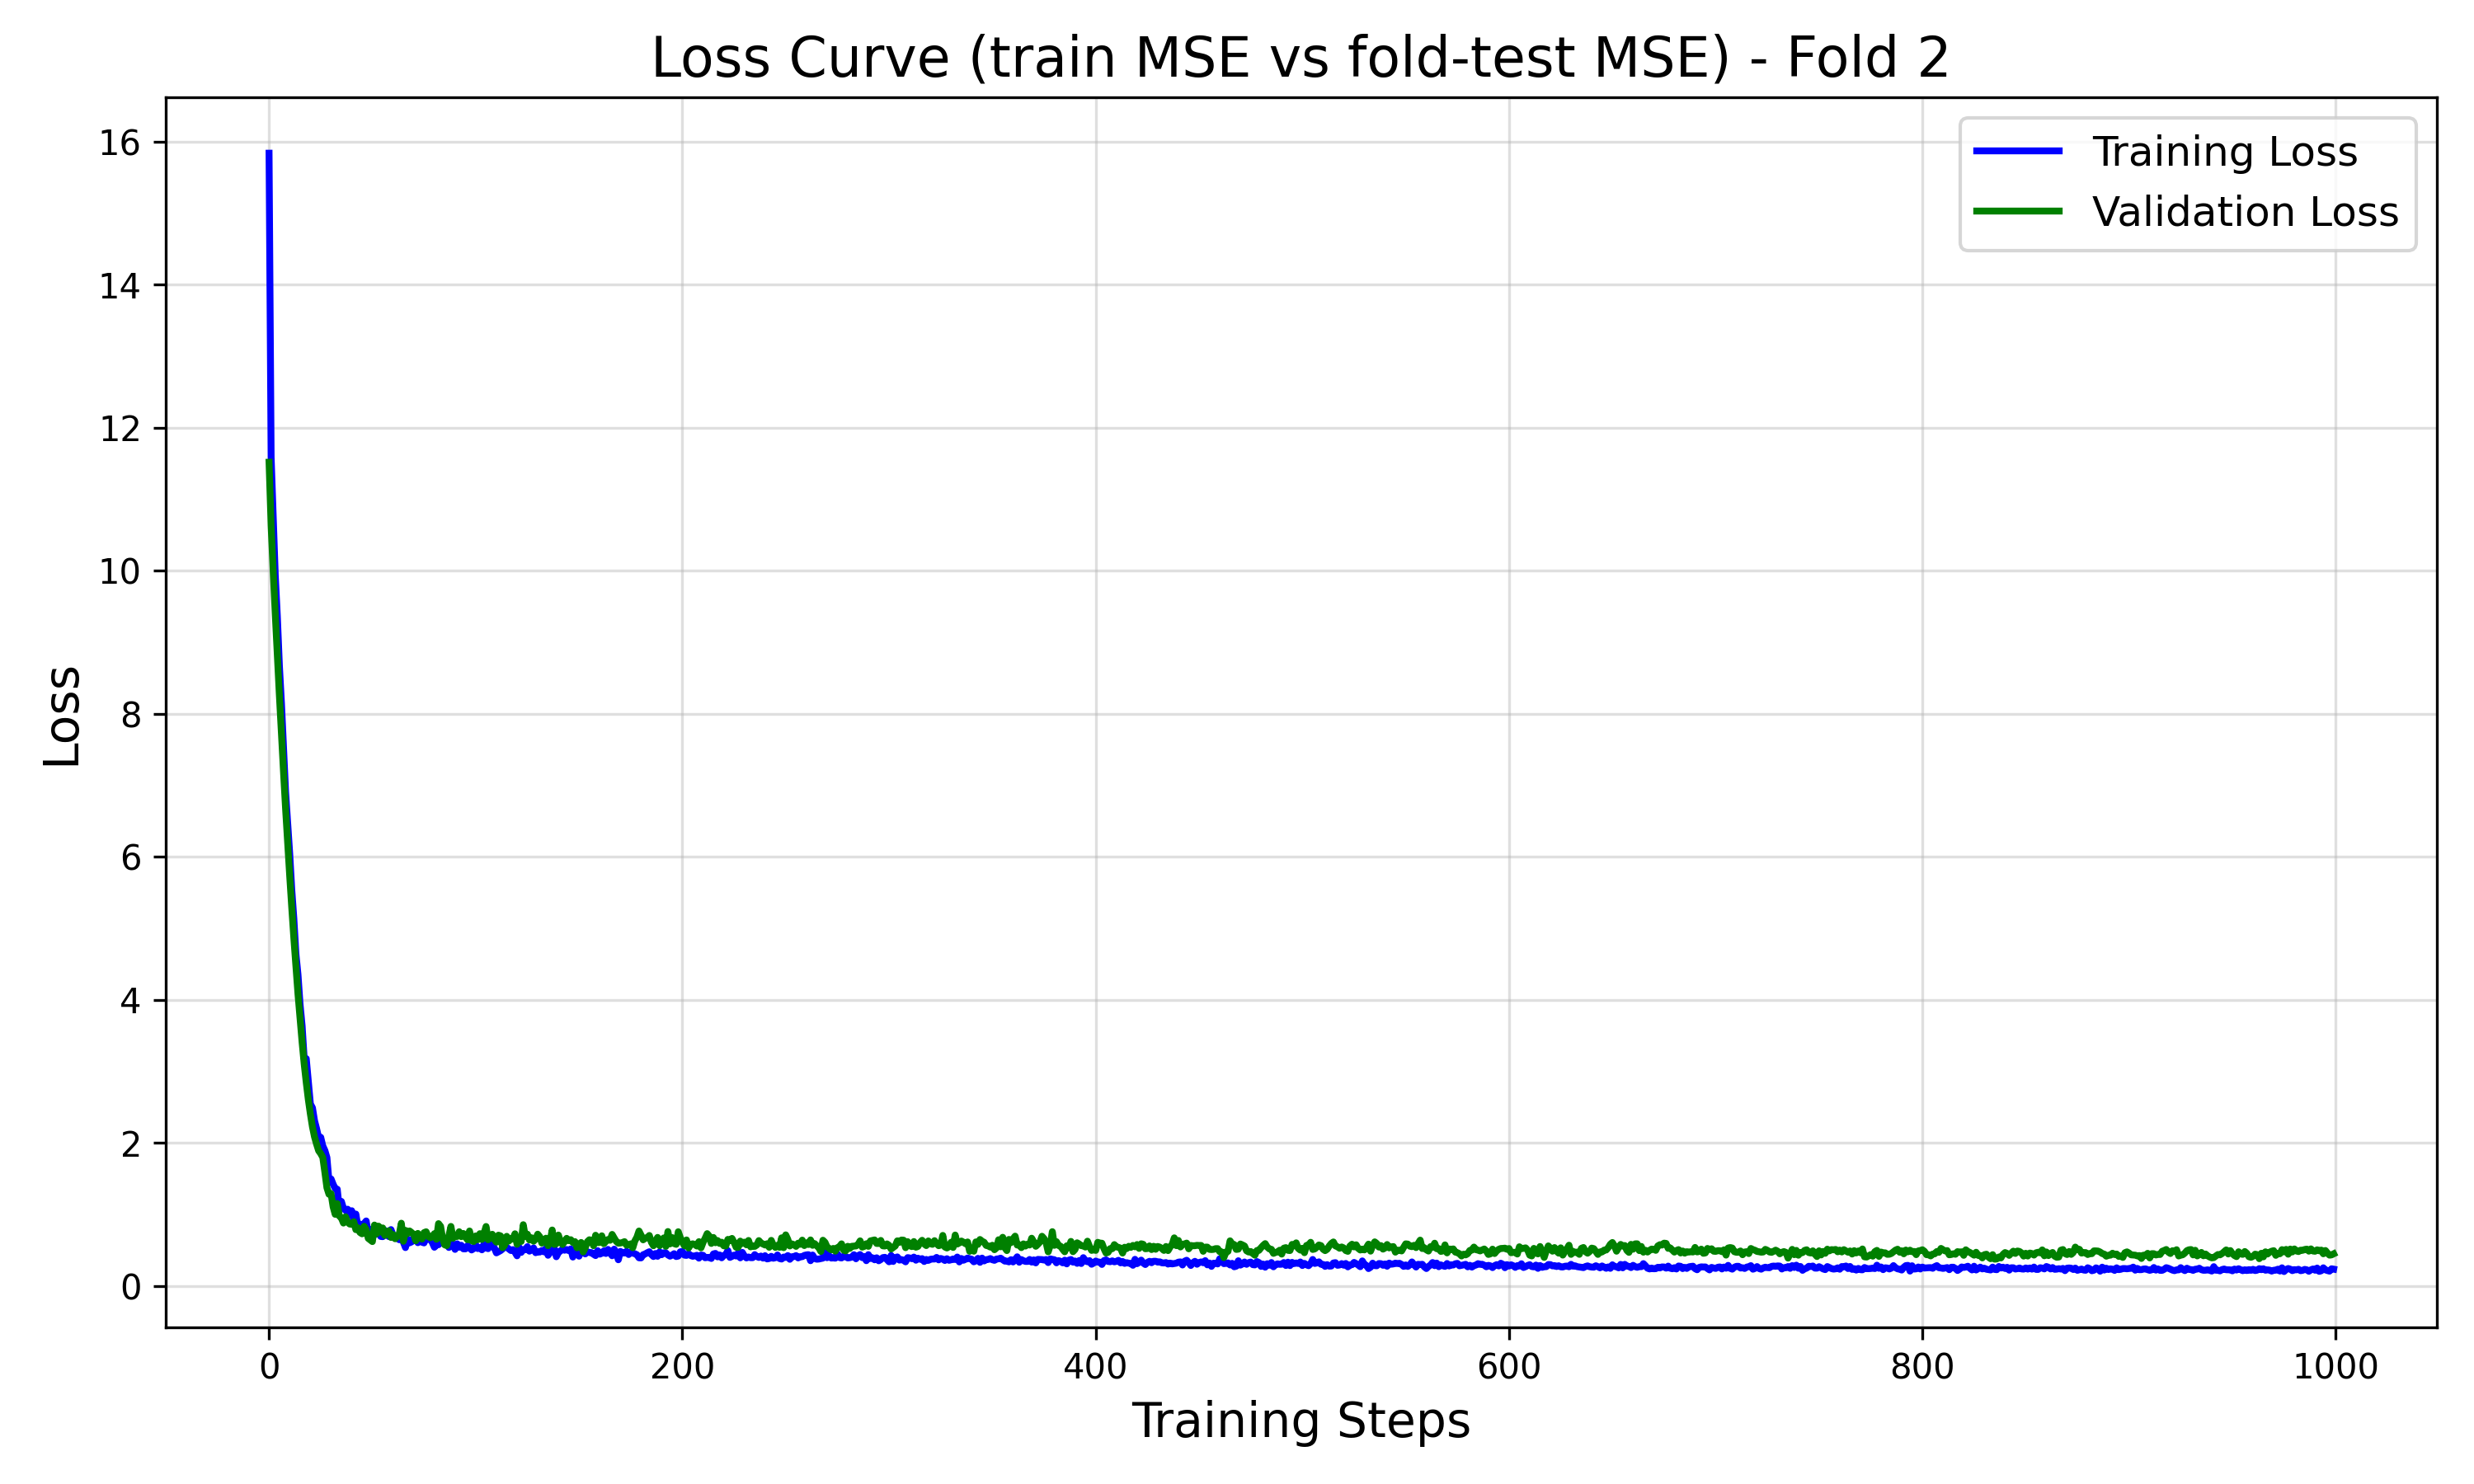 Loss Curve (train MSE vs fold-test MSE) - Fold 2
Training Loss
Validation Loss
16
14
12
10
8
6
4
2
0
Loss
0 200 400 600 800 1000
Training Steps